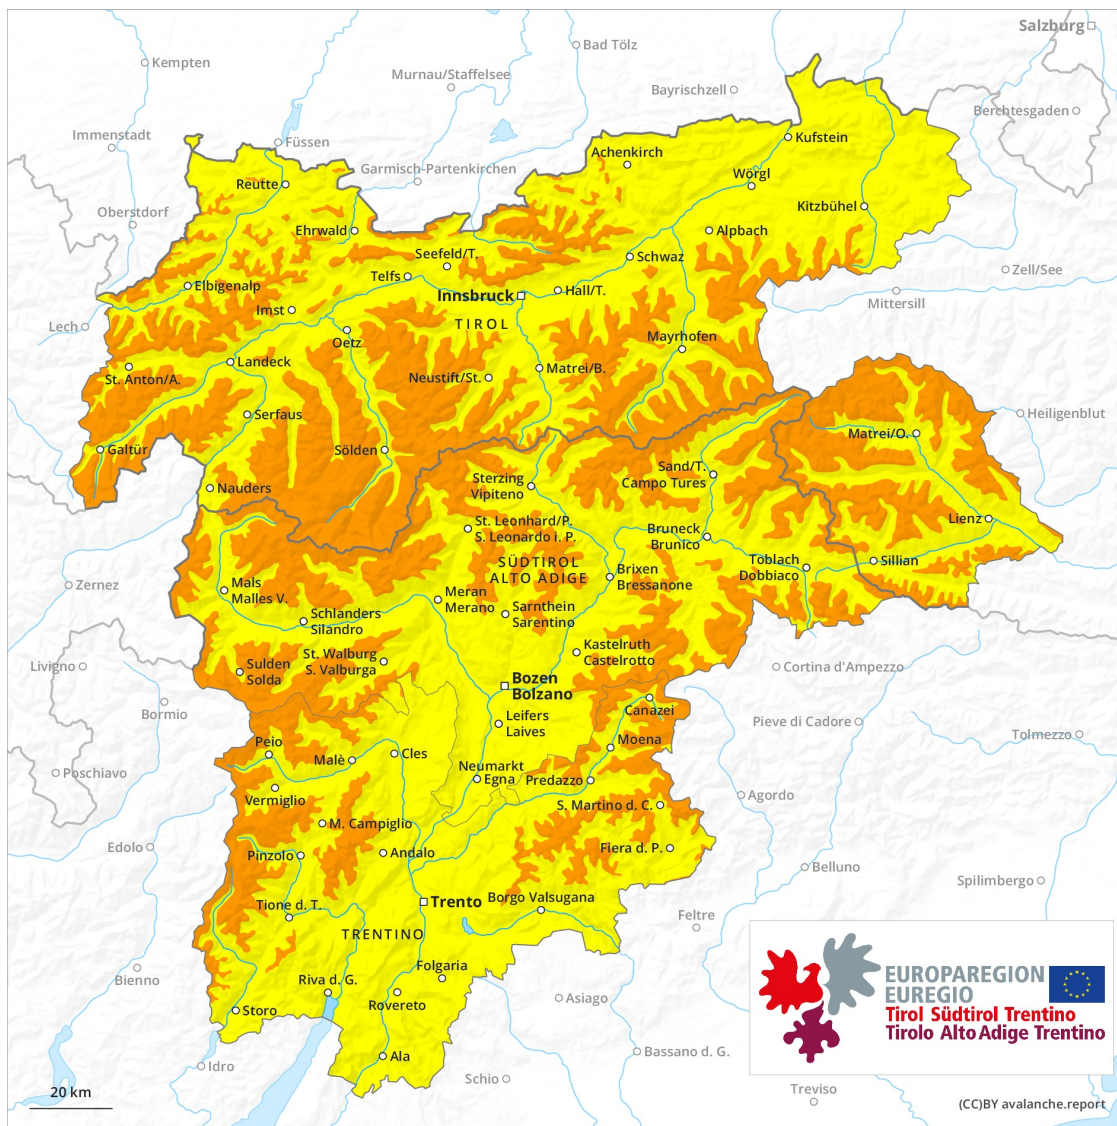 Salzburg
Bad Tölz
Kempten
Murnau/Staffelsee
Bayrischzell
Berchtesgaden
Immenstadt
Füssen
Kufstein
Achenkirch
Garmisch-Partenkirchen
Wörgl
Reutte
Kitzbühel
Oberstdorf
Ehrwald
Alpbach
Seefeld/T.
Schwaz
Zell/See
Telfs
Elbigenalp
Hall/T.
Innsbruck
Mittersill
Imst
TIROL
Lech
Oetz
Mayrhofen
Landeck
Matrei/B.
St. Anton/A.
Neustift/St.
Serfaus
Heiligenblut
Matrei/O.
Galtür
Sölden
Sand/T.
Campo Tures
Sterzing
Vipiteno
Nauders
Lienz
St. Leonhard/P.
S. Leonardo i. P.
Bruneck
Brunico
SÜDTIROL
ALTO ADIGE
Toblach
Dobbiaco
Sillian
Brixen
Bressanone
Zernez
Mals
Malles V.
Meran
Merano
Sarnthein
Sarentino
Schlanders
Silandro
Kastelruth
Castelrotto
St. Walburg
S. Valburga
Livigno
Sulden
Solda
Cortina d'Ampezzo
Bozen
Bolzano
Bormio
Canazei
Leifers
Laives
Pieve di Cadore
Tolmezzo
Peio
Moena
Malè
Cles
Neumarkt
Egna
Predazzo
Poschiavo
Vermiglio
Agordo
S. Martino d. C.
M. Campiglio
Edolo
Pinzolo
Andalo
Fiera d. P.
Belluno
Spilimbergo
Trento
Borgo Valsugana
Tione d. T.
Feltre
TRENTINO
Folgaria
Bienno
Riva d. G.
Rovereto
Asiago
Storo
EUROPAREGION
EUREGIO
Tirol Südtirol Trentino
Tirolo Alto Adige Trentino
Ala
Bassano d. G.
Idro
Schio
Treviso
20 km
(CC)BY avalanche.report